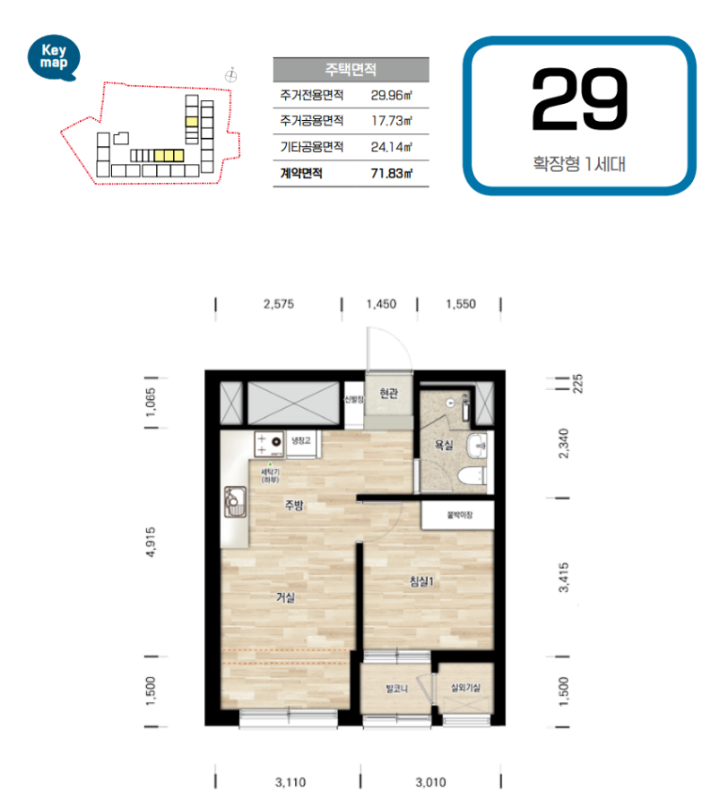 Key
map
주택면적
주거전용면적 29.96㎡
주거공용면적 17.73㎡
기타공용면적 24.14㎡
계약면적 71.83㎡
29
확장형 1세대
2,575 1,450 1,550
1,065
4,915
1,500
225
2,340
3,415
1,500
신발장
현관
냉장고
세탁기
(하부)
욕실
주방
붙박이장
거실
침실1
발코니
실외기실
3,110 3,010